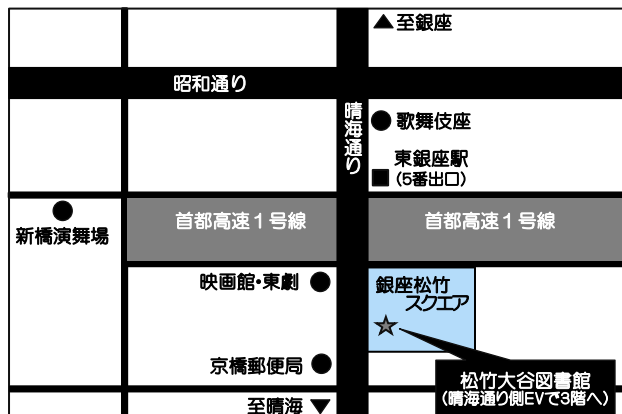 ▲至銀座
昭和通り
晴海通り
歌舞伎座
東銀座駅
(5番出口)
新橋演舞場
首都高速1号線
首都高速1号線
映画館・東劇
銀座松竹
スクエア
京橋郵便局
松竹大谷図書館
(晴海通り側EVで3階へ)
至晴海▼